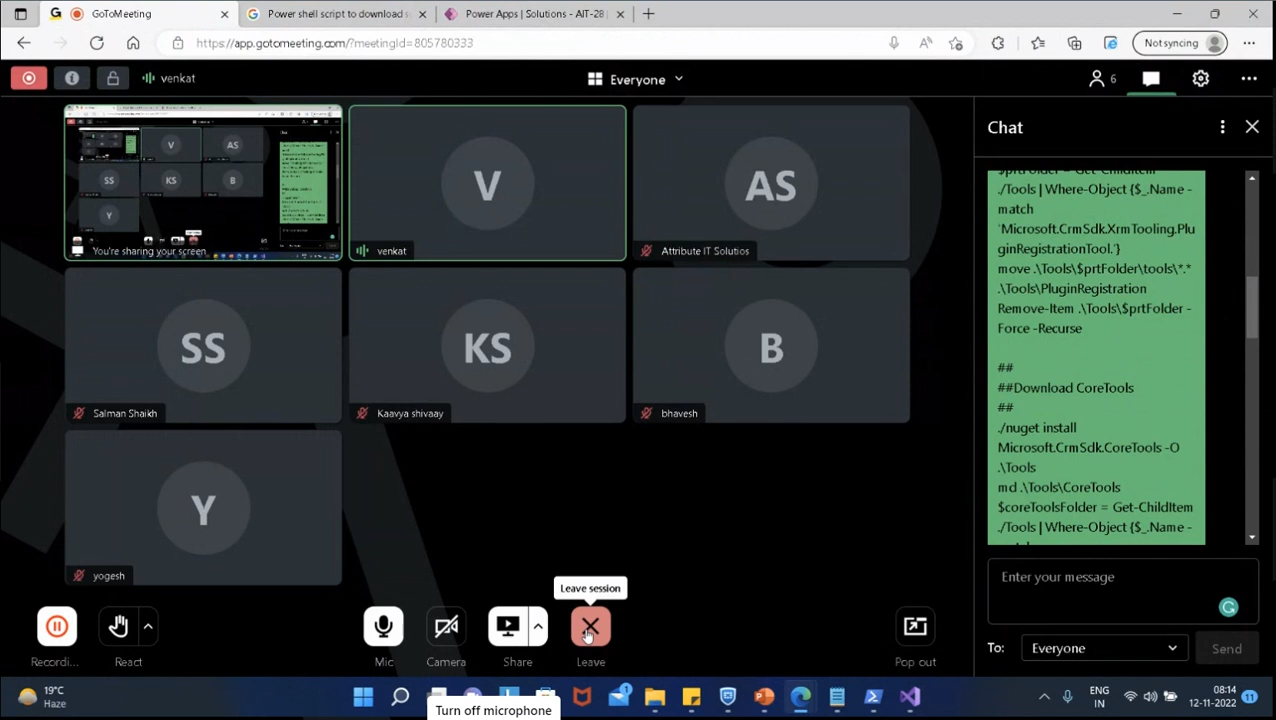 GoToMeeting
Power shell script to download s
Power Apps | Solutions - AIT-28
https://app.gotomeeting.com/?meetingId=805780333
Not syncing
venkat
Everyone
6
Chat
You're sharing your screen
V
venkat
AS
Attribute IT Solutios
SS
Salman Shaikh
KS
Kaavya shivaay
B
bhavesh
Y
yogesh
./Tools | Where-Object {$_.Name -
match
'Microsoft.CrmSdk.XrmTooling.Plu
ginRegistrationTool.'}
move .\Tools\$prtFolder\tools\*.*
.\Tools\PluginRegistration
Remove-Item .\Tools\$prtFolder -
Force -Recurse
##
##Download CoreTools
##
./nuget install
Microsoft.CrmSdk.CoreTools -O
.\Tools
md .\Tools\CoreTools
$coreToolsFolder = Get-ChildItem
./Tools | Where-Object {$_.Name -
Enter your message
To:
Everyone
Send
Leave session
Recordi...
React
Mic
Camera
Share
Leave
Pop out
19°C
Haze
Turn off microphone
1
ENG
IN
08:14
12-11-2022
11